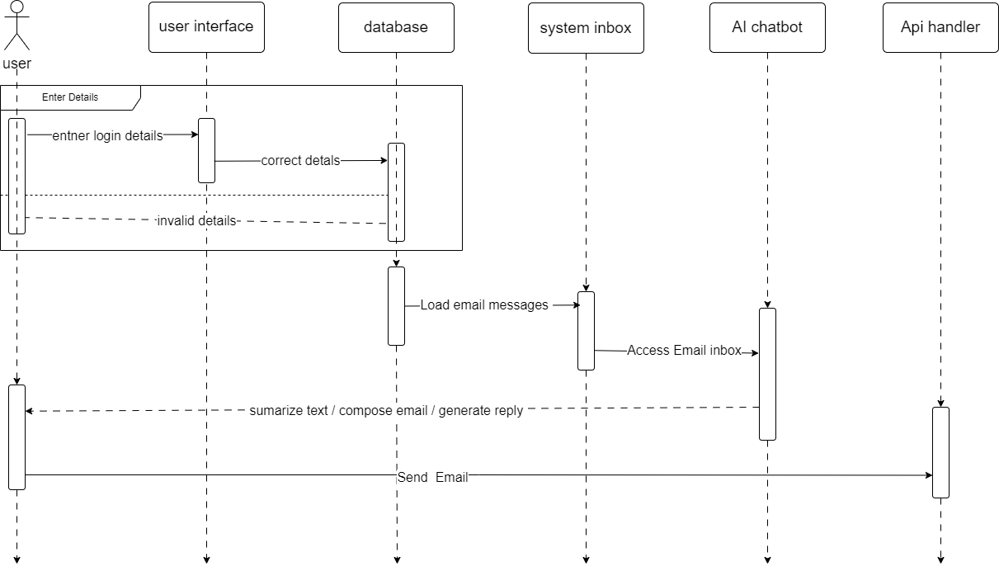 user
user interface
database
system inbox
AI chatbot
Api handler
Enter Details
entner login details
correct detals
invalid details
Load email messages
Access Email inbox
sumarize text / compose email / generate reply
Send  Email